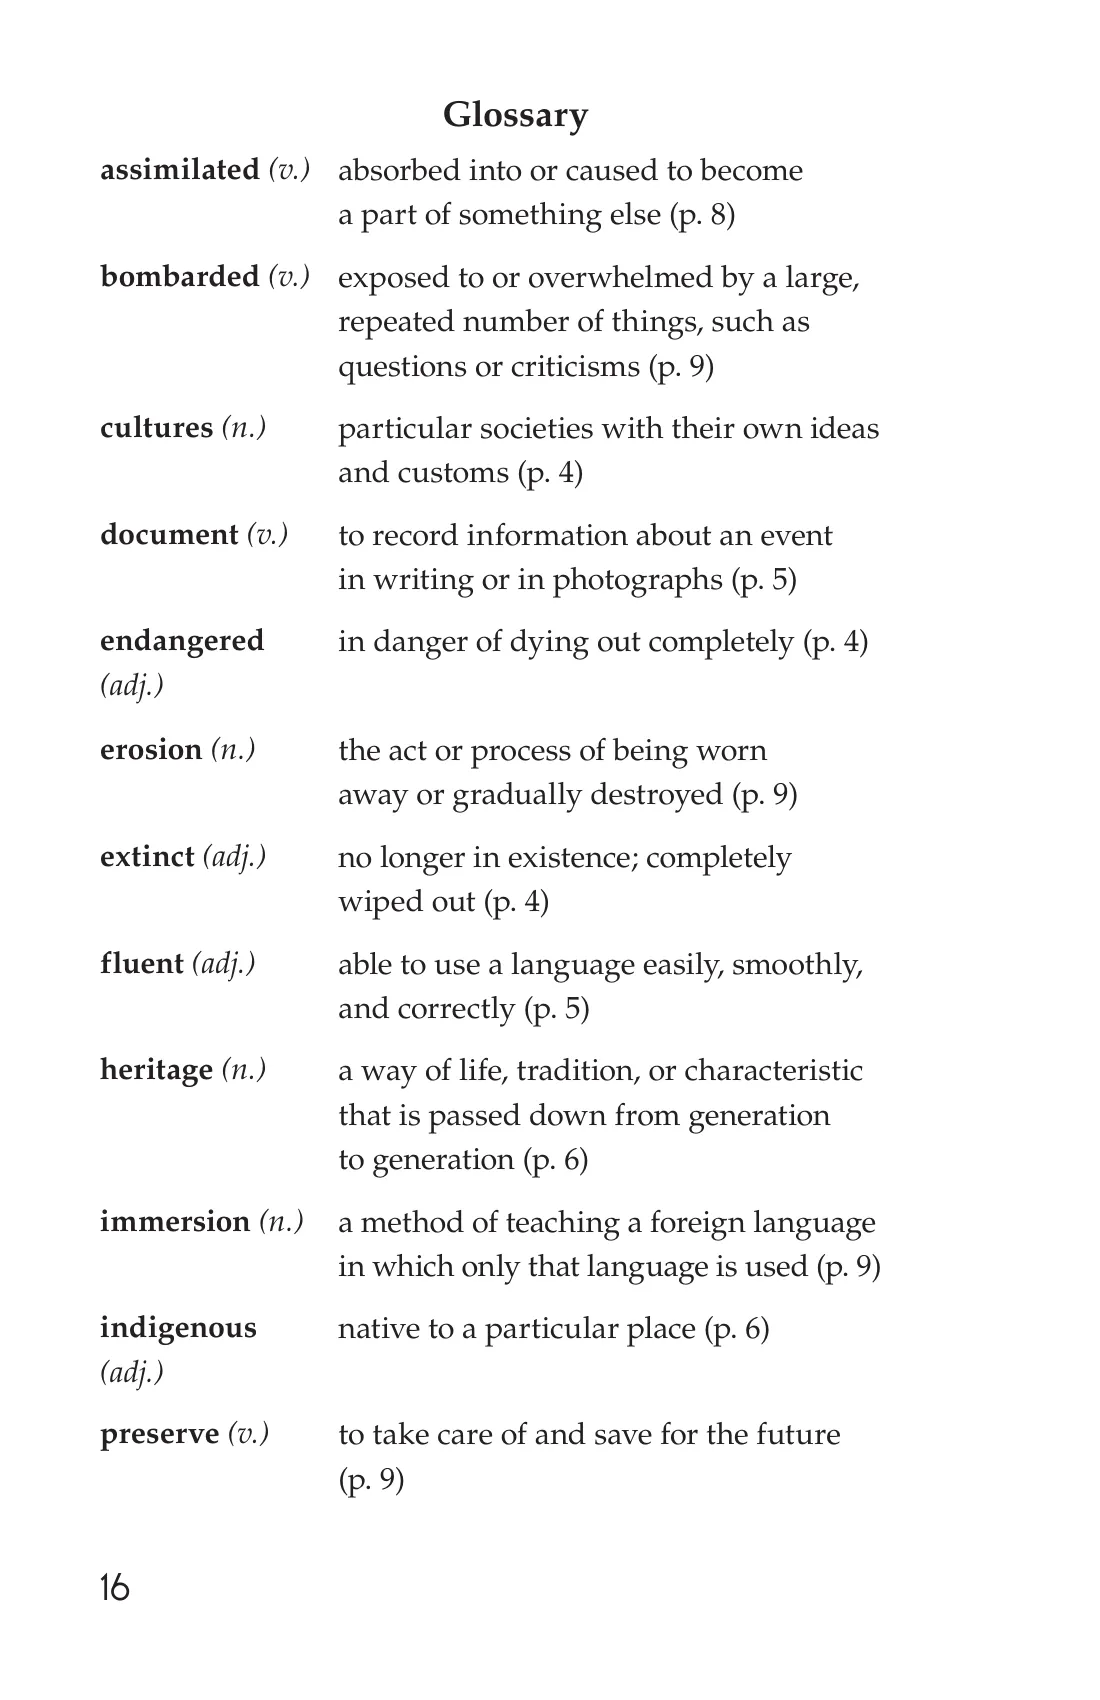 Glossary
assimilated (v.) absorbed into or caused to become
a part of something else (p. 8)
bombarded (v.) exposed to or overwhelmed by a large,
repeated number of things, such as
questions or criticisms (p. 9)
cultures (n.) particular societies with their own ideas
and customs (p. 4)
document (v.) to record information about an event
in writing or in photographs (p. 5)
endangered in danger of dying out completely (p. 4)
(adj.)
erosion (n.) the act or process of being worn
away or gradually destroyed (p. 9)
extinct (adj.) no longer in existence; completely
wiped out (p. 4)
fluent (adj.) able to use a language easily, smoothly,
and correctly (p. 5)
heritage (n.) a way of life, tradition, or characteristic
that is passed down from generation
to generation (p. 6)
immersion (n.) a method of teaching a foreign language
in which only that language is used (p. 9)
indigenous native to a particular place (p. 6)
(adj.)
preserve (v.) to take care of and save for the future
(p. 9)
16